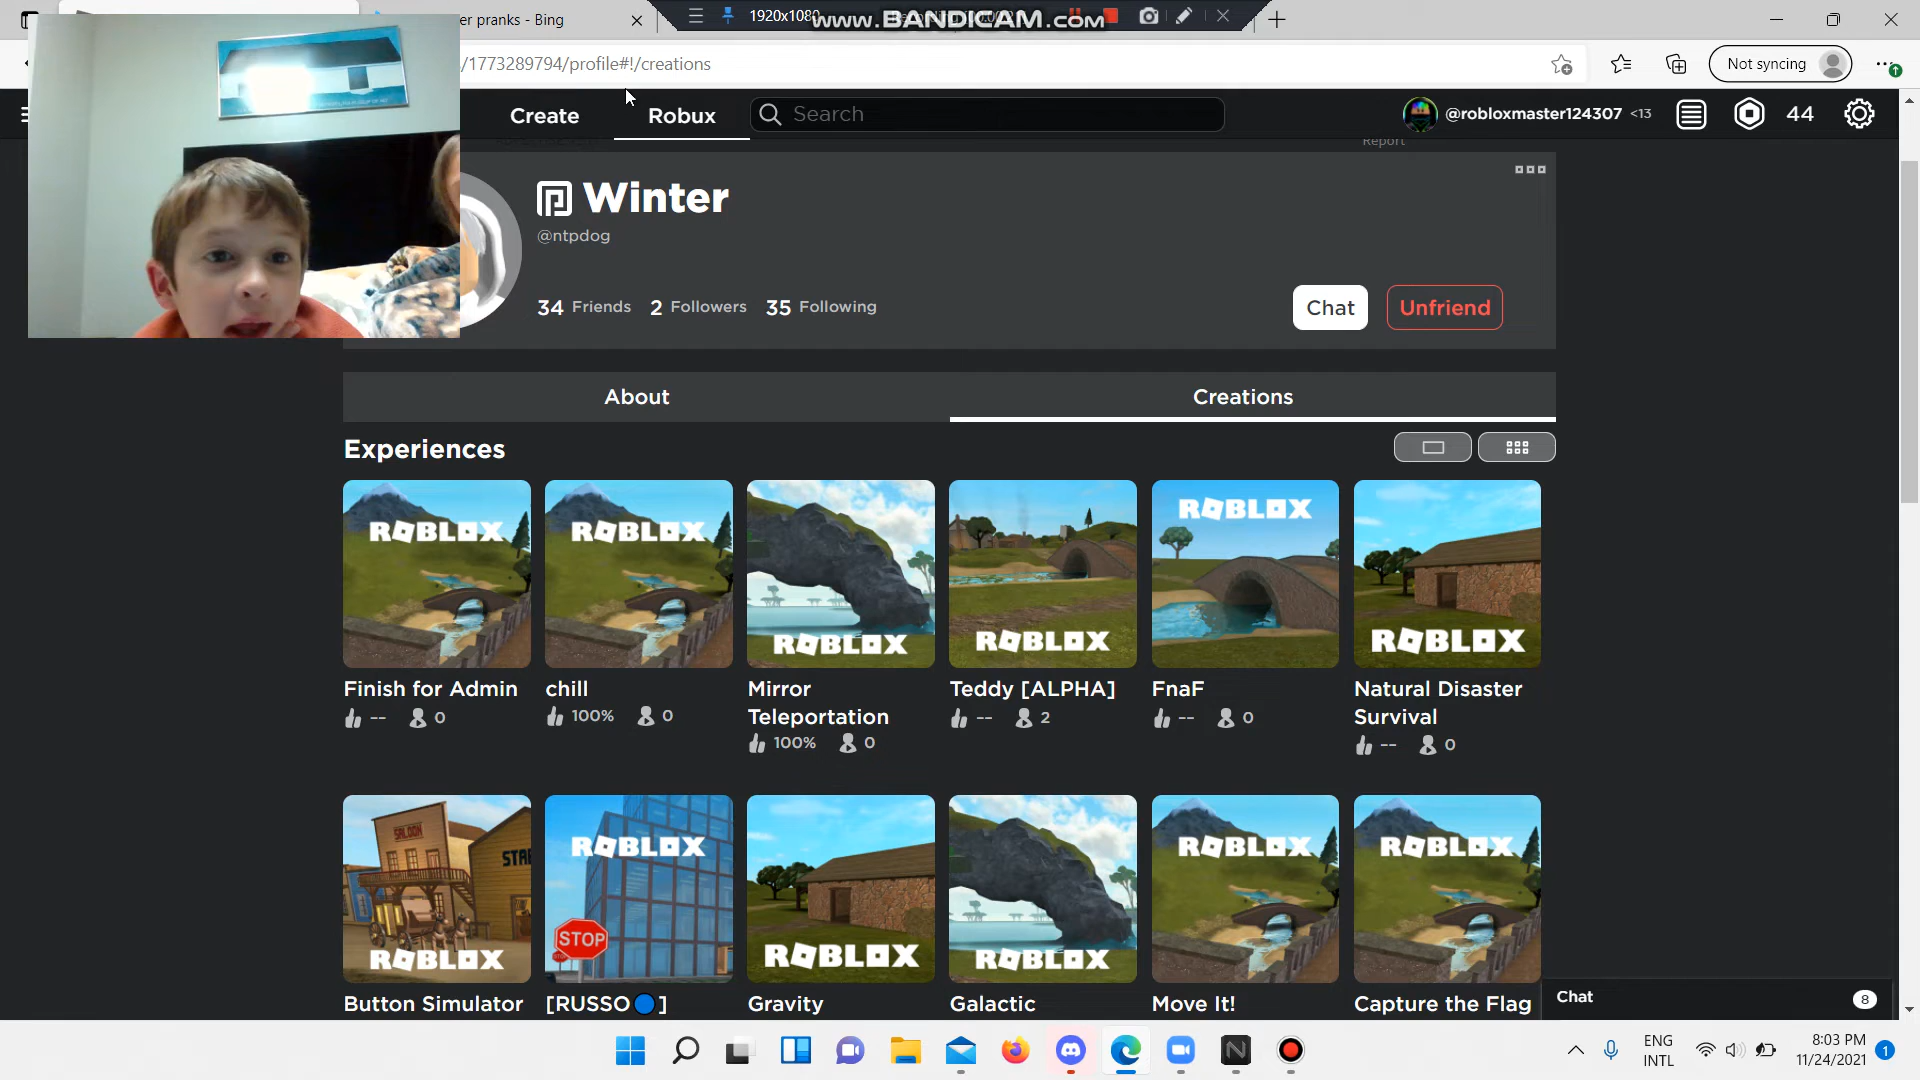 er pranks - Bing
1920x1080
www.BANDICAM.com
/1773289794/profile#!/creations
Not syncing
Create
Robux
Search
@robloxmaster124307 <13
44
Report
Winter
@ntpdog
34 Friends 2 Followers 35 Following
Chat
Unfriend
About
Creations
Experiences
ROBLOX
ROBLOX
ROBLOX
ROBLOX
ROBLOX
ROBLOX
Finish for Admin
-- 0
chill
100% 0
Mirror
Teleportation
100% 0
Teddy [ALPHA]
-- 2
FnaF
-- 0
Natural Disaster
Survival
-- 0
SALOON
STA
ROBLOX
ROBLOX
STOP
ROBLOX
ROBLOX
ROBLOX
ROBLOX
Button Simulator
[RUSSO🔵]
Gravity
Galactic
Move It!
Capture the Flag
Chat
8
ENG
INTL
8:03 PM
11/24/2021
1